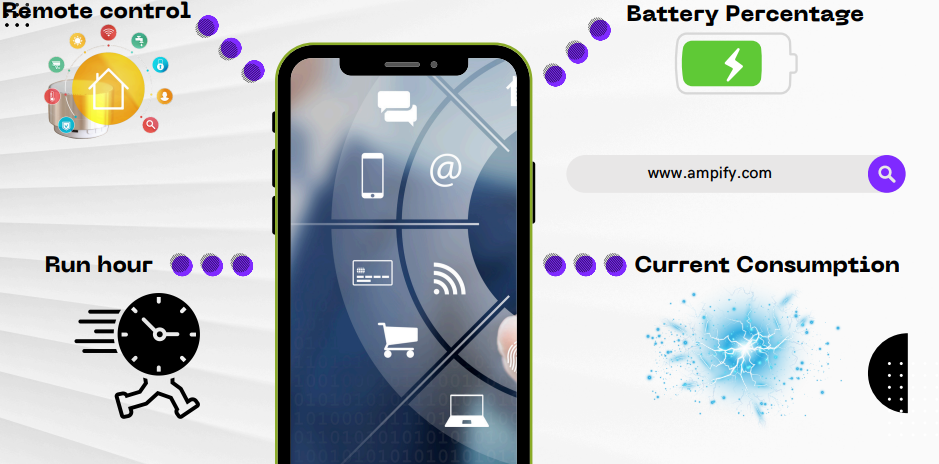 Remote control
Battery Percentage
www.ampify.com
@
Run hour
Current Consumption